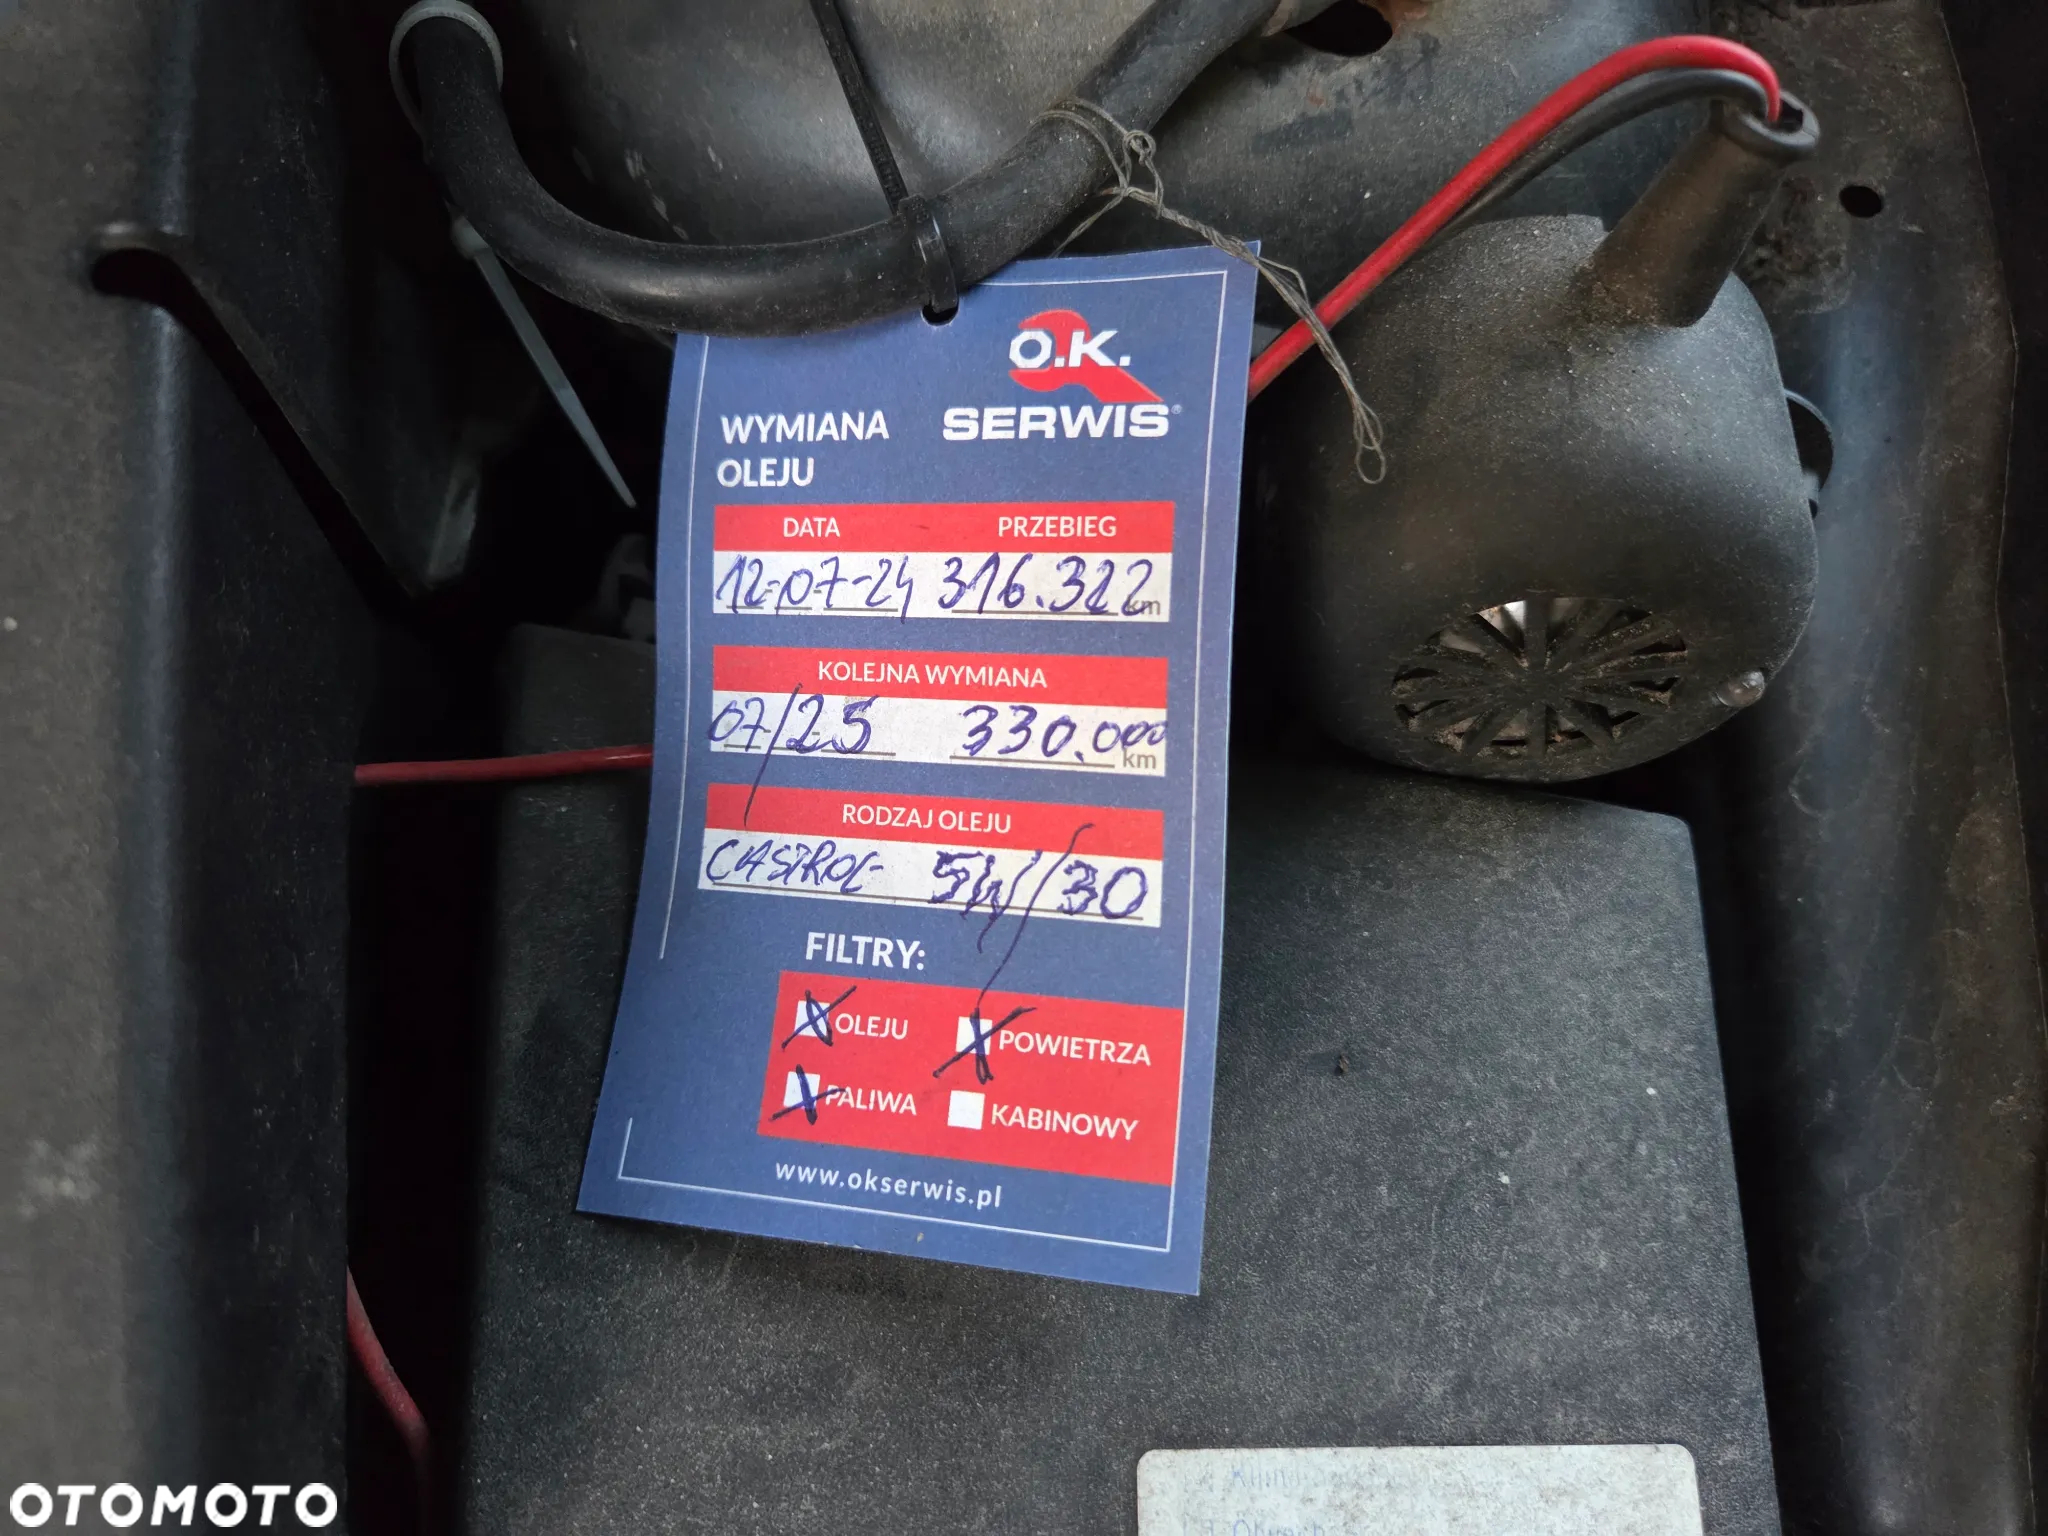 O.K.
SERWIS
WYMIANA
OLEJU
DATA PRZEBIEG
12-07-24 316.322 km
KOLEJNA WYMIANA
07/25 330.000 km
RODZAJ OLEJU
CASTROL 5W/30
FILTRY:
OLEJU POWIETRZA
PALIWA KABINOWY
www.okserwis.pl
OTOMOTO